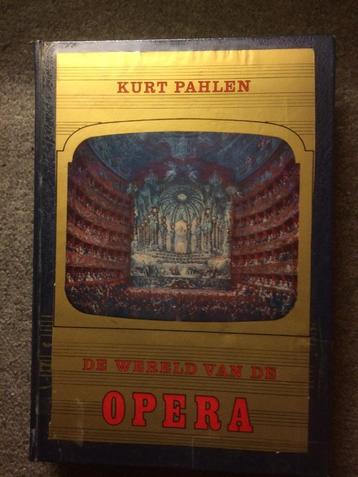 KURT PAHLEN
DE WERELD VAN DE
OPERA